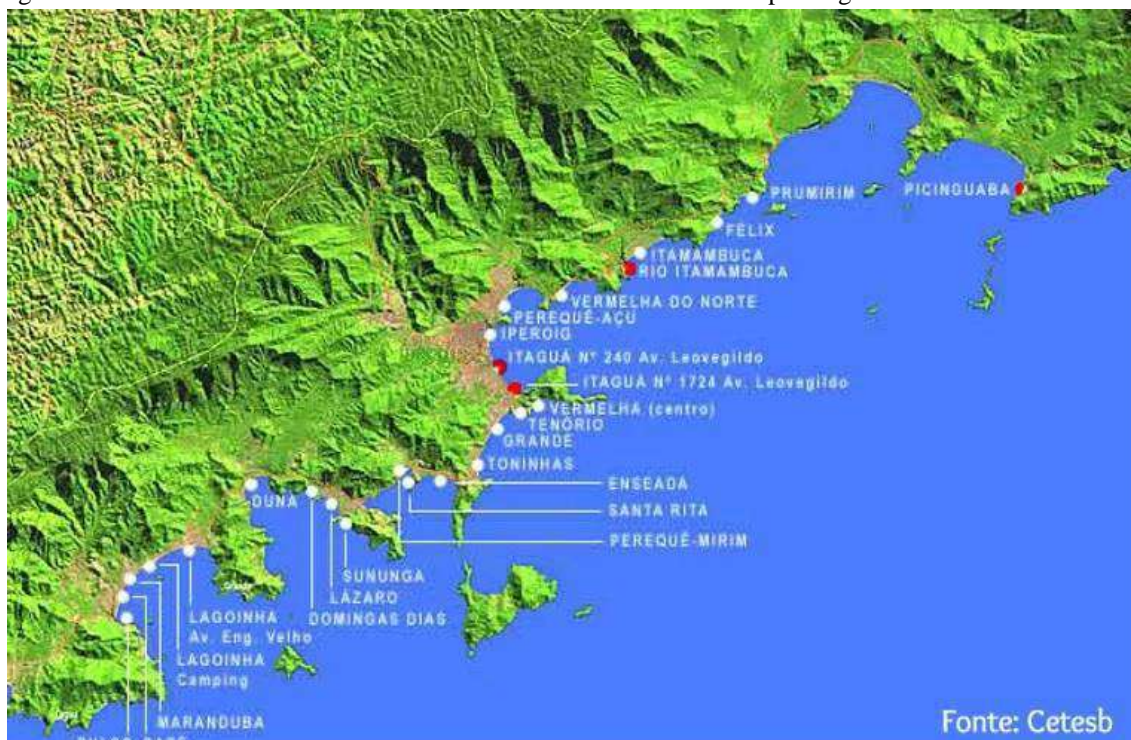 PRUMIRIM
PICINGUABA
FÉLIX
ITAMAMBUCA
RIO ITAMAMBUCA
VERMELHA DO NORTE
PEREQUÊ-AÇU
IPEROIG
ITAGUÁ Nº 240 Av. Leovegildo
ITAGUÁ Nº 1724 Av. Leovegildo
VERMELHA (centro)
TENÓRIO
GRANDE
TONINHAS
ENSEADA
DUNA
SANTA RITA
PEREQUÊ-MIRIM
SUNUNGA
LÁZARO
DOMINGAS DIAS
LAGOINHA
Av. Eng. Velho
LAGOINHA
Camping
MARANDUBA
Fonte: Cetesb